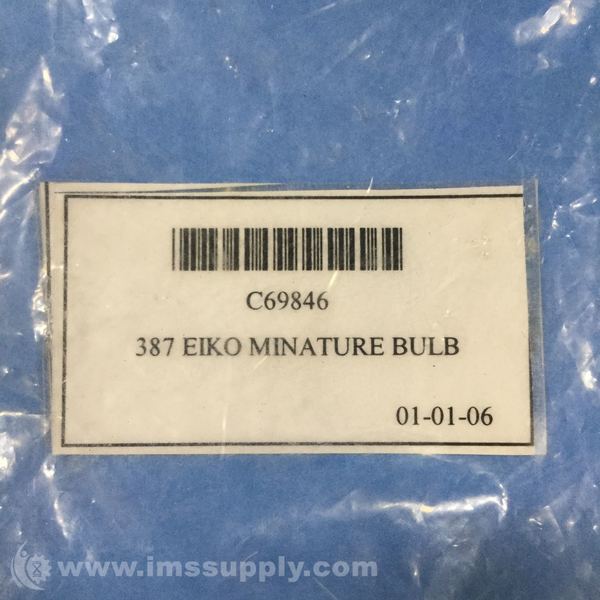 C69846
387 EIKO MINATURE BULB
01-01-06
www.imssupply.com